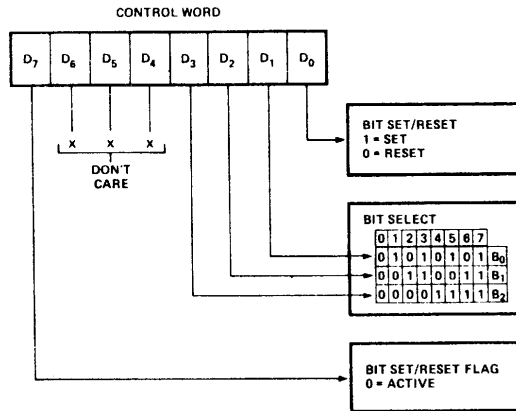 CONTROL WORD
D7 D6 D5 D4 D3 D2 D1 D0
X X X
DON'T
CARE
BIT SET/RESET
1 = SET
0 = RESET
BIT SELECT
0 1 2 3 4 5 6 7
0 1 0 1 0 1 0 1 B0
0 0 1 1 0 0 1 1 B1
0 0 0 0 1 1 1 1 B2
BIT SET/RESET FLAG
0 = ACTIVE